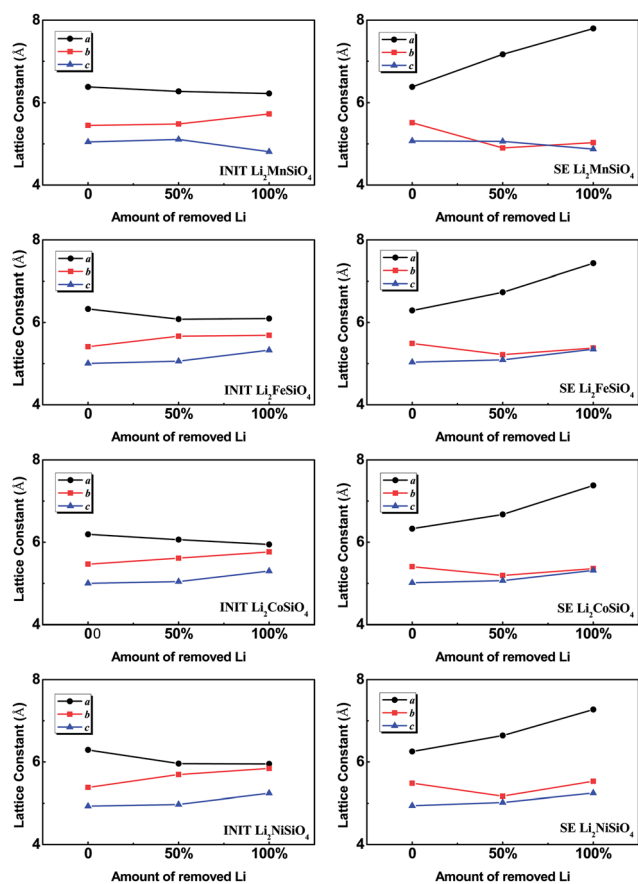 Lattice Constant (Å)
8
6
4
a
b
c
INIT Li₂MnSiO₄
0 50% 100%
Amount of removed Li
Lattice Constant (Å)
8
6
4
a
b
c
SE Li₂MnSiO₄
0 50% 100%
Amount of removed Li
Lattice Constant (Å)
8
6
4
a
b
c
INIT Li₂FeSiO₄
0 50% 100%
Amount of removed Li
Lattice Constant (Å)
8
6
4
a
b
c
SE Li₂FeSiO₄
0 50% 100%
Amount of removed Li
Lattice Constant (Å)
8
6
4
a
b
c
INIT Li₂CoSiO₄
00 50% 100%
Amount of removed Li
Lattice Constant (Å)
8
6
4
a
b
c
SE Li₂CoSiO₄
0 50% 100%
Amount of removed Li
Lattice Constant (Å)
8
6
4
a
b
c
INIT Li₂NiSiO₄
0 50% 100%
Amount of removed Li
Lattice Constant (Å)
8
6
4
a
b
c
SE Li₂NiSiO₄
0 50% 100%
Amount of removed Li